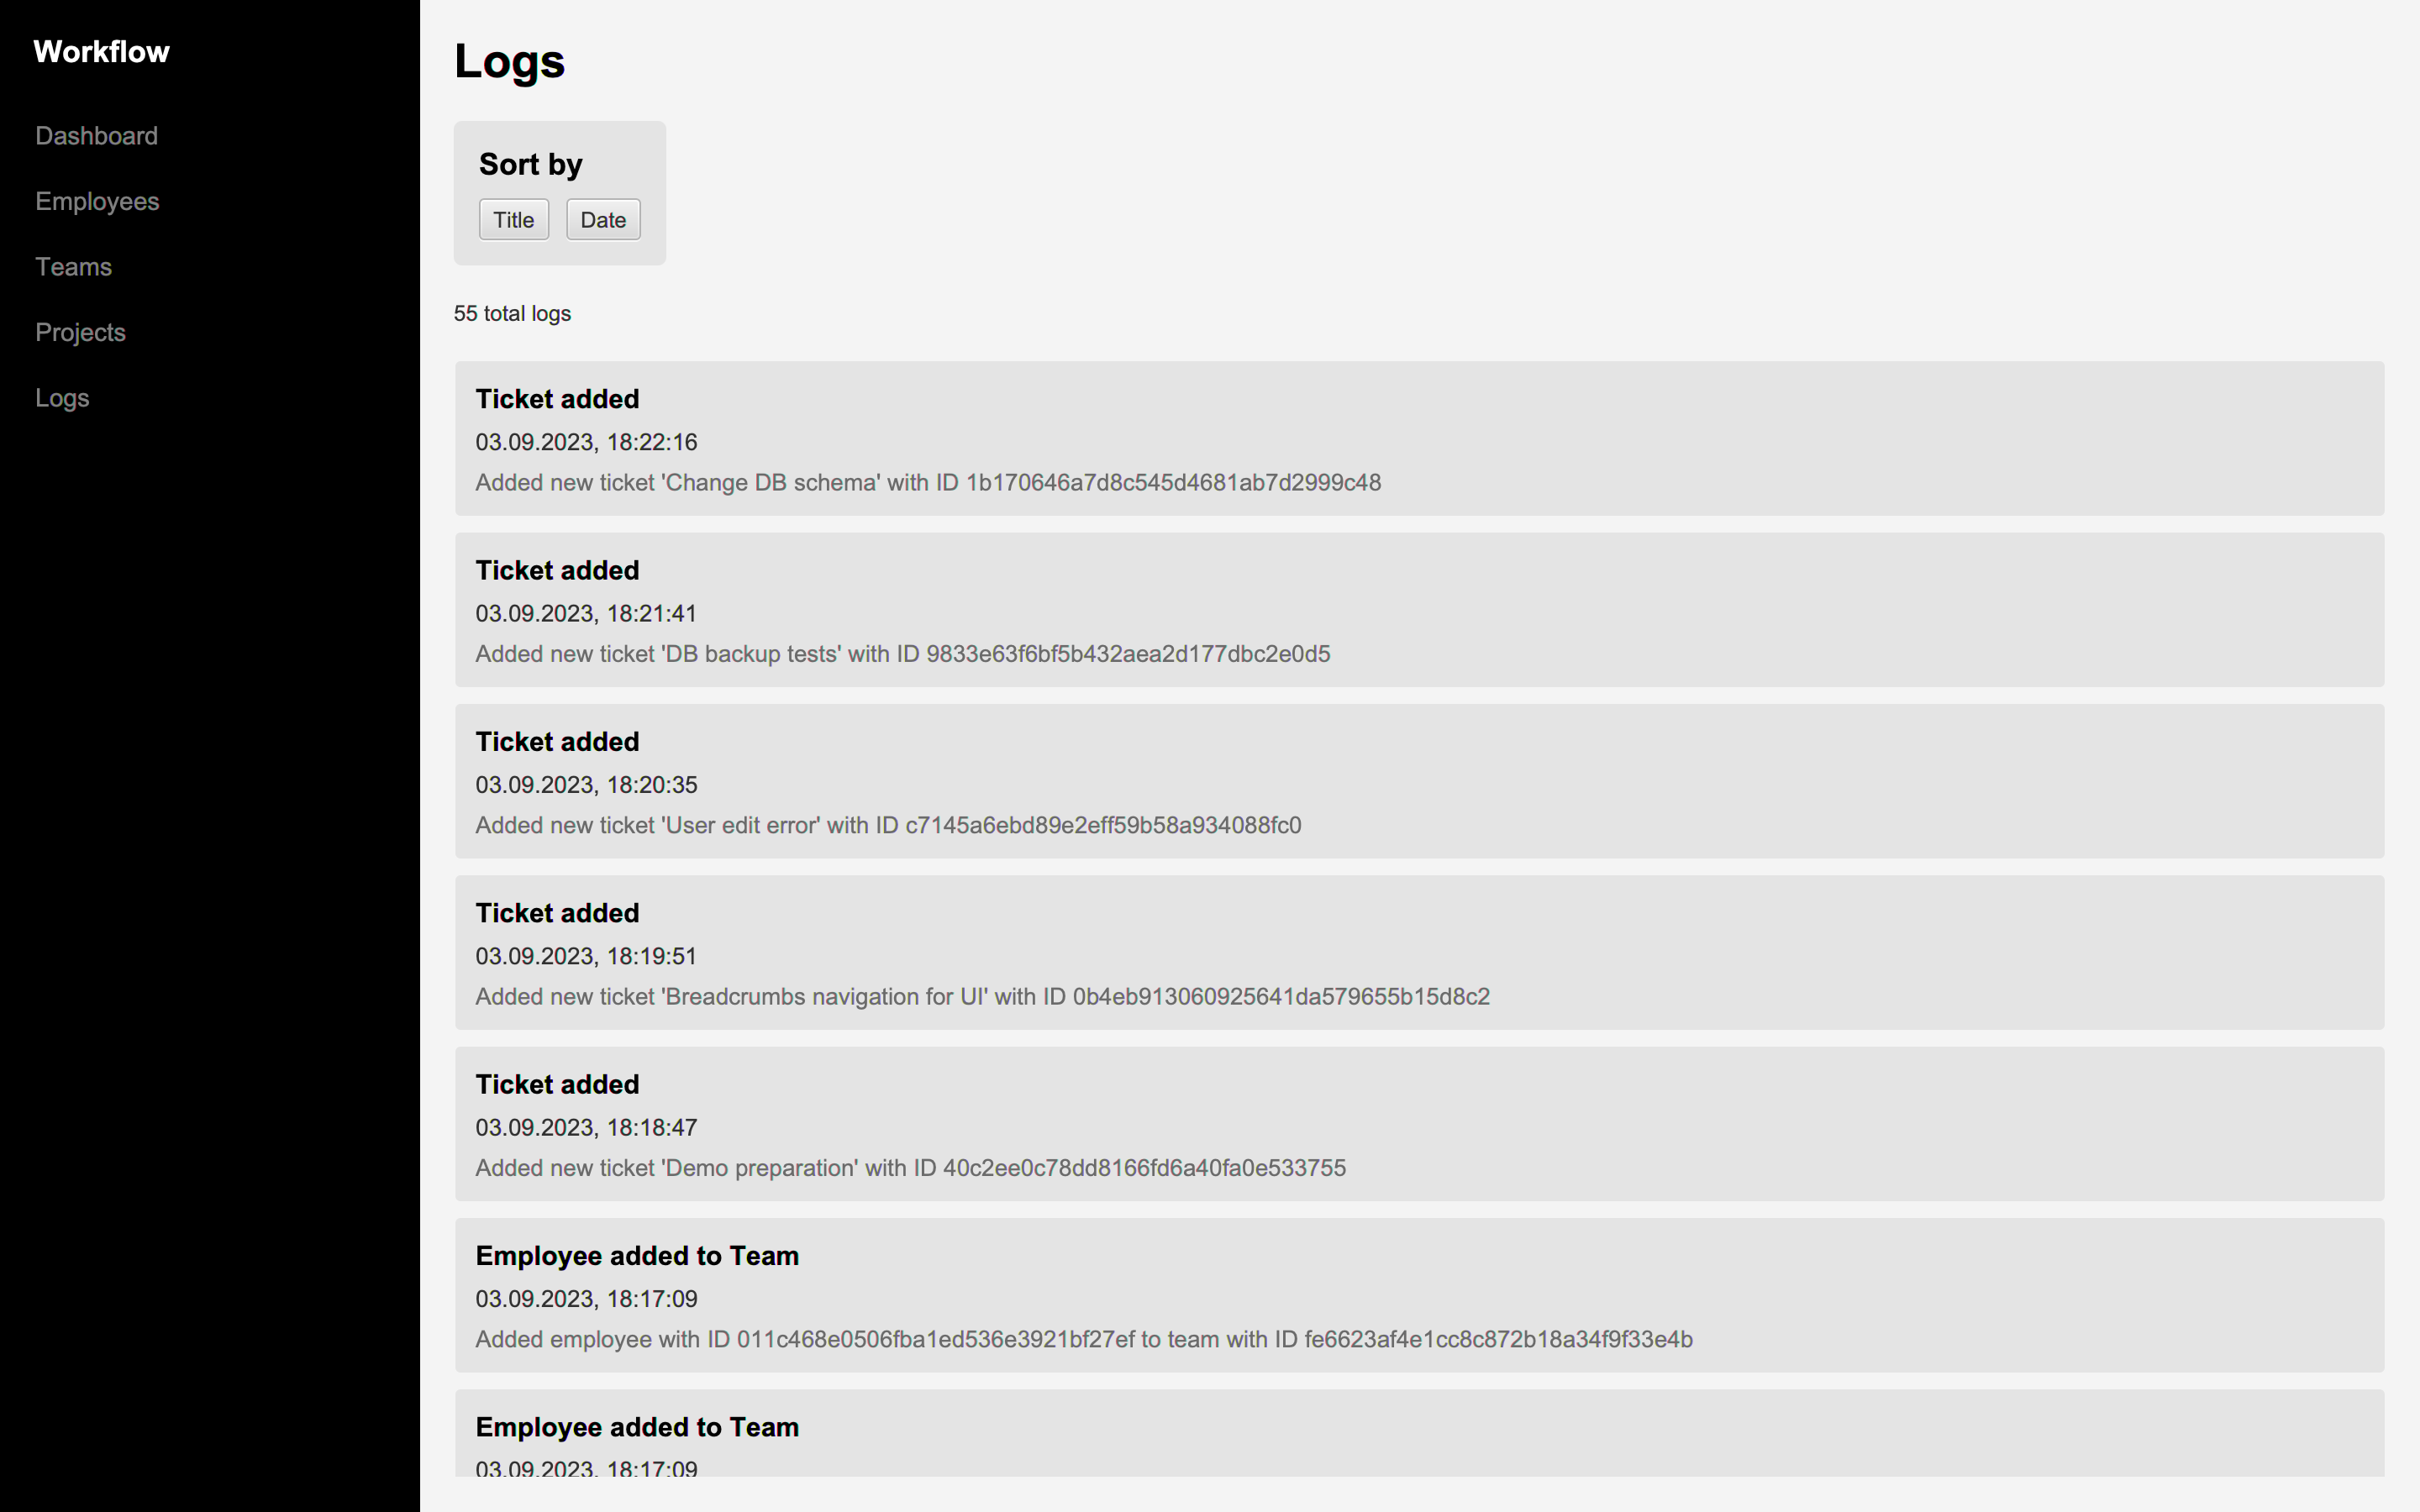 Workflow
Dashboard
Employees
Teams
Projects
Logs
Logs
Sort by
Title Date
55 total logs
Ticket added
03.09.2023, 18:22:16
Added new ticket 'Change DB schema' with ID 1b170646a7d8c545d4681ab7d2999c48
Ticket added
03.09.2023, 18:21:41
Added new ticket 'DB backup tests' with ID 9833e63f6bf5b432aea2d177dbc2e0d5
Ticket added
03.09.2023, 18:20:35
Added new ticket 'User edit error' with ID c7145a6ebd89e2eff59b58a934088fc0
Ticket added
03.09.2023, 18:19:51
Added new ticket 'Breadcrumbs navigation for UI' with ID 0b4eb913060925641da579655b15d8c2
Ticket added
03.09.2023, 18:18:47
Added new ticket 'Demo preparation' with ID 40c2ee0c78dd8166fd6a40fa0e533755
Employee added to Team
03.09.2023, 18:17:09
Added employee with ID 011c468e0506fba1ed536e3921bf27ef to team with ID fe6623af4e1cc8c872b18a34f9f33e4b
Employee added to Team
03.09.2023, 18:17:09